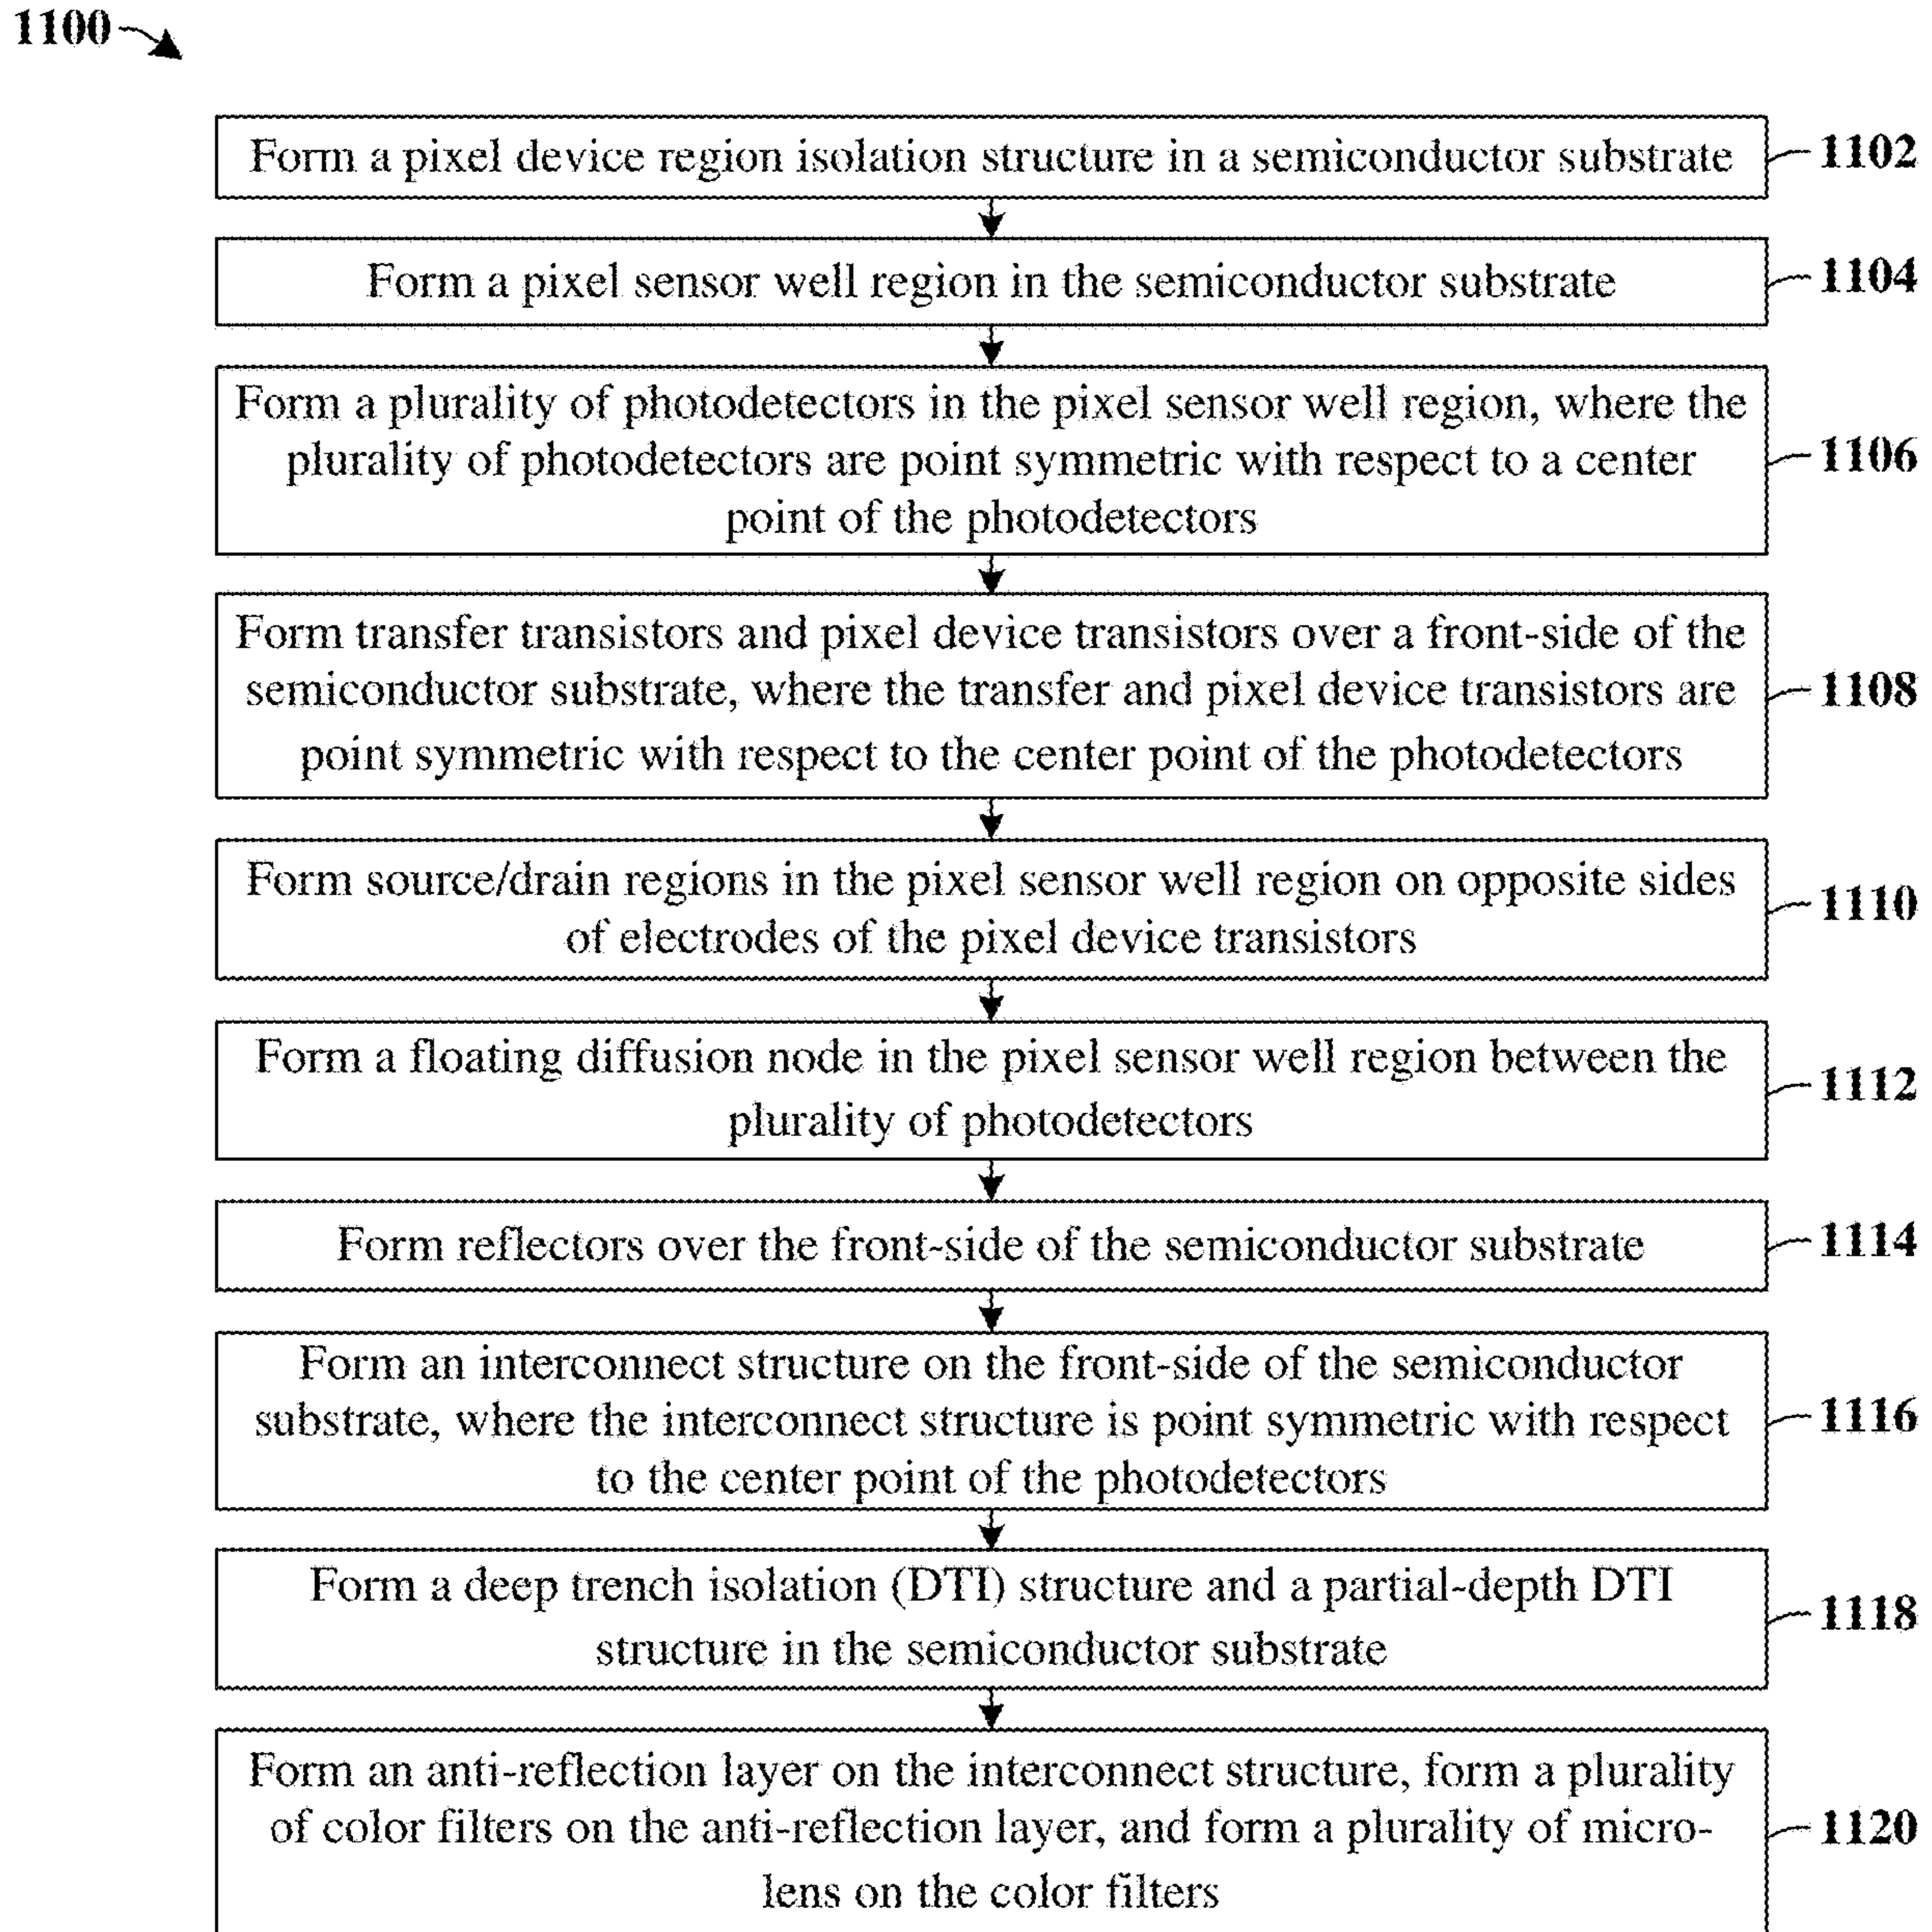 1100
Form a pixel device region isolation structure in a semiconductor substrate
1102
Form a pixel sensor well region in the semiconductor substrate
1104
Form a plurality of photodetectors in the pixel sensor well region, where the
plurality of photodetectors are point symmetric with respect to a center
point of the photodetectors
1106
Form transfer transistors and pixel device transistors over a front-side of the
semiconductor substrate, where the transfer and pixel device transistors are
point symmetric with respect to the center point of the photodetectors
1108
Form source/drain regions in the pixel sensor well region on opposite sides
of electrodes of the pixel device transistors
1110
Form a floating diffusion node in the pixel sensor well region between the
plurality of photodetectors
1112
Form reflectors over the front-side of the semiconductor substrate
1114
Form an interconnect structure on the front-side of the semiconductor
substrate, where the interconnect structure is point symmetric with respect
to the center point of the photodetectors
1116
Form a deep trench isolation (DTI) structure and a partial-depth DTI
structure in the semiconductor substrate
1118
Form an anti-reflection layer on the interconnect structure, form a plurality
of color filters on the anti-reflection layer, and form a plurality of micro-
lens on the color filters
1120